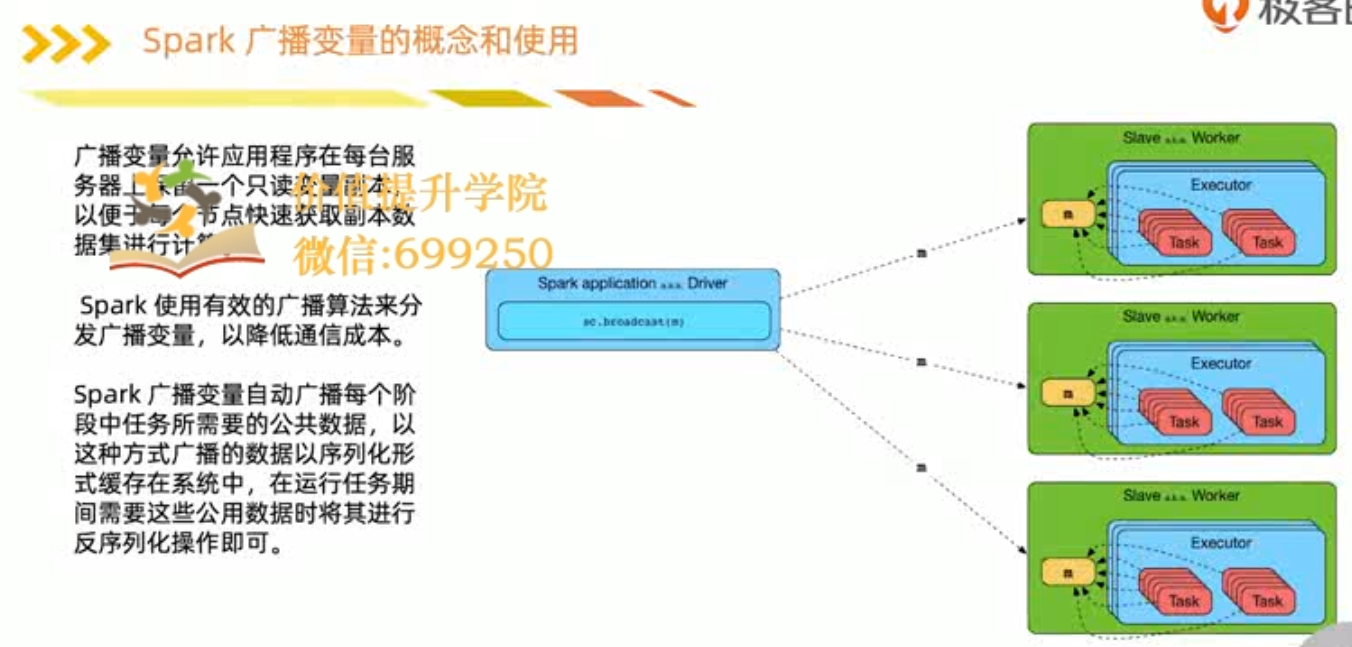 Spark 广播变量的概念和使用
极客
广播变量允许应用程序在每台服
务器上保留一个只读变量副本
以便于每个节点快速获取副本数
据集进行计算
价值提升学院
微信:699250
Spark 使用有效的广播算法来分
发广播变量，以降低通信成本。
Spark 广播变量自动广播每个阶
段中任务所需要的公共数据，以
这种方式广播的数据以序列化形
式缓存在系统中，在运行任务期
间需要这些公用数据时将其进行
反序列化操作即可。
Spark application a.k.a. Driver
sc.broadcast(m)
m
m
m
Slave a.k.a. Worker
Executor
m
Task
Task
Slave a.k.a. Worker
Executor
m
Task
Task
Slave a.k.a. Worker
Executor
m
Task
Task